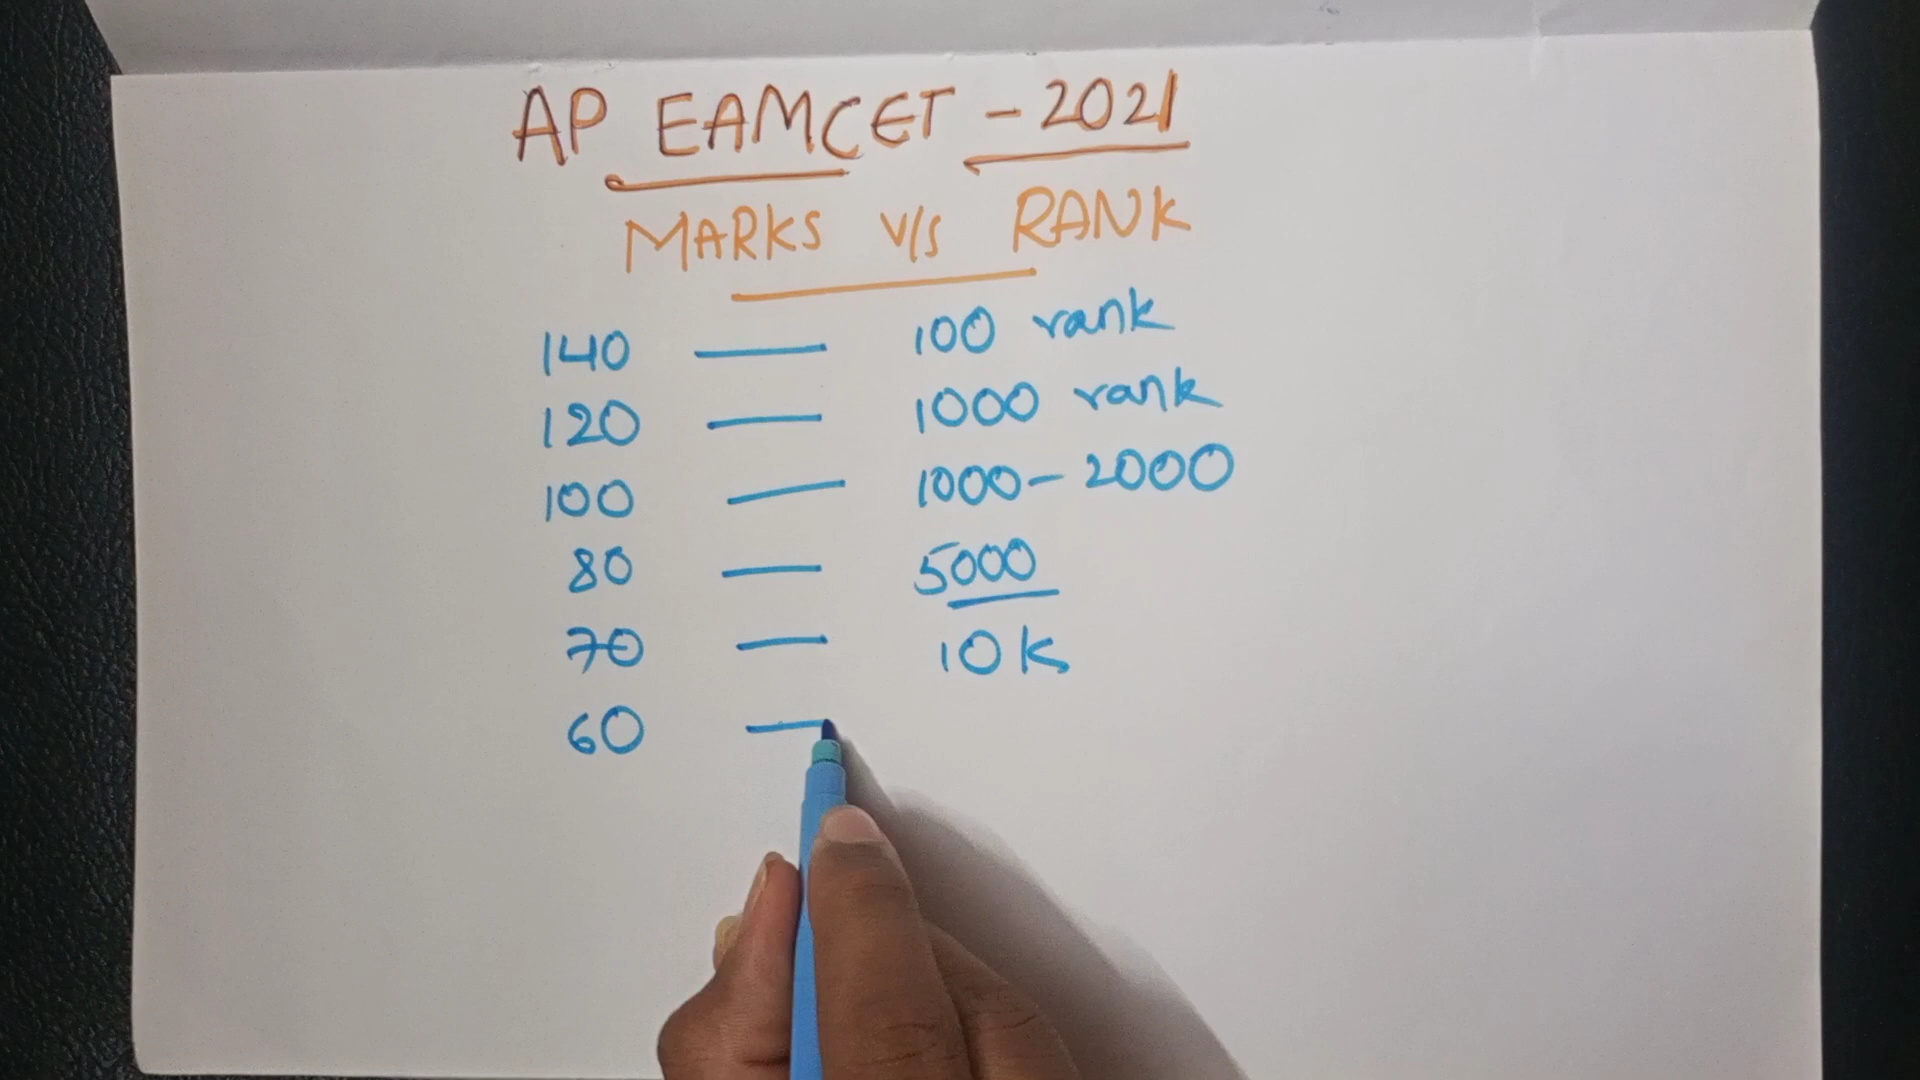 AP EAMCET - 2021
MARKS V/S RANK
140 — 100 rank
120 — 1000 rank
100 — 1000 - 2000
80 — 5000
70 — 10K
60 —